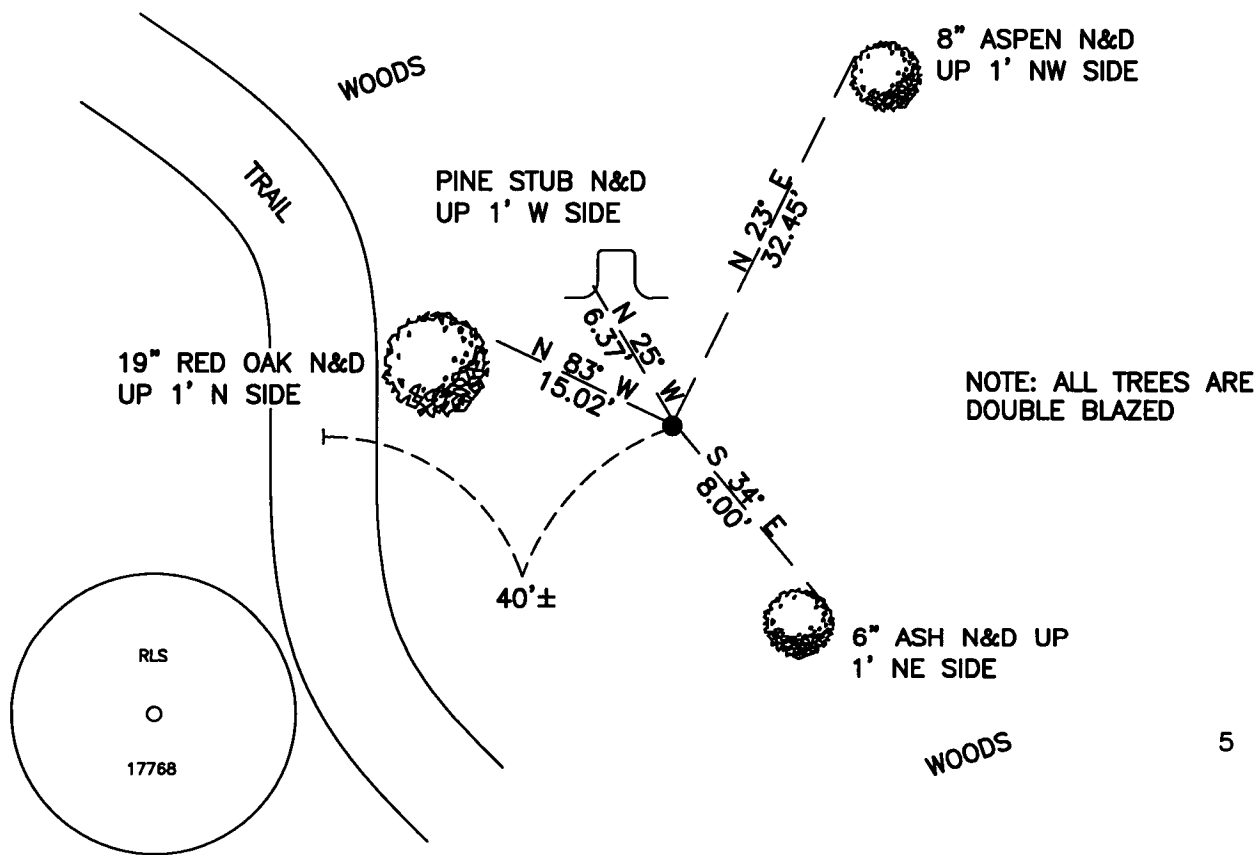 8" ASPEN N&D
UP 1' NW SIDE
WOODS
TRAIL
PINE STUB N&D
UP 1' W SIDE
N 23° E
32.45'
N 25° W
6.37'
19" RED OAK N&D
UP 1' N SIDE
N 83° W
15.02'
NOTE: ALL TREES ARE
DOUBLE BLAZED
S 34° E
8.00'
40'±
6" ASH N&D UP
1' NE SIDE
RLS
17768
WOODS
5